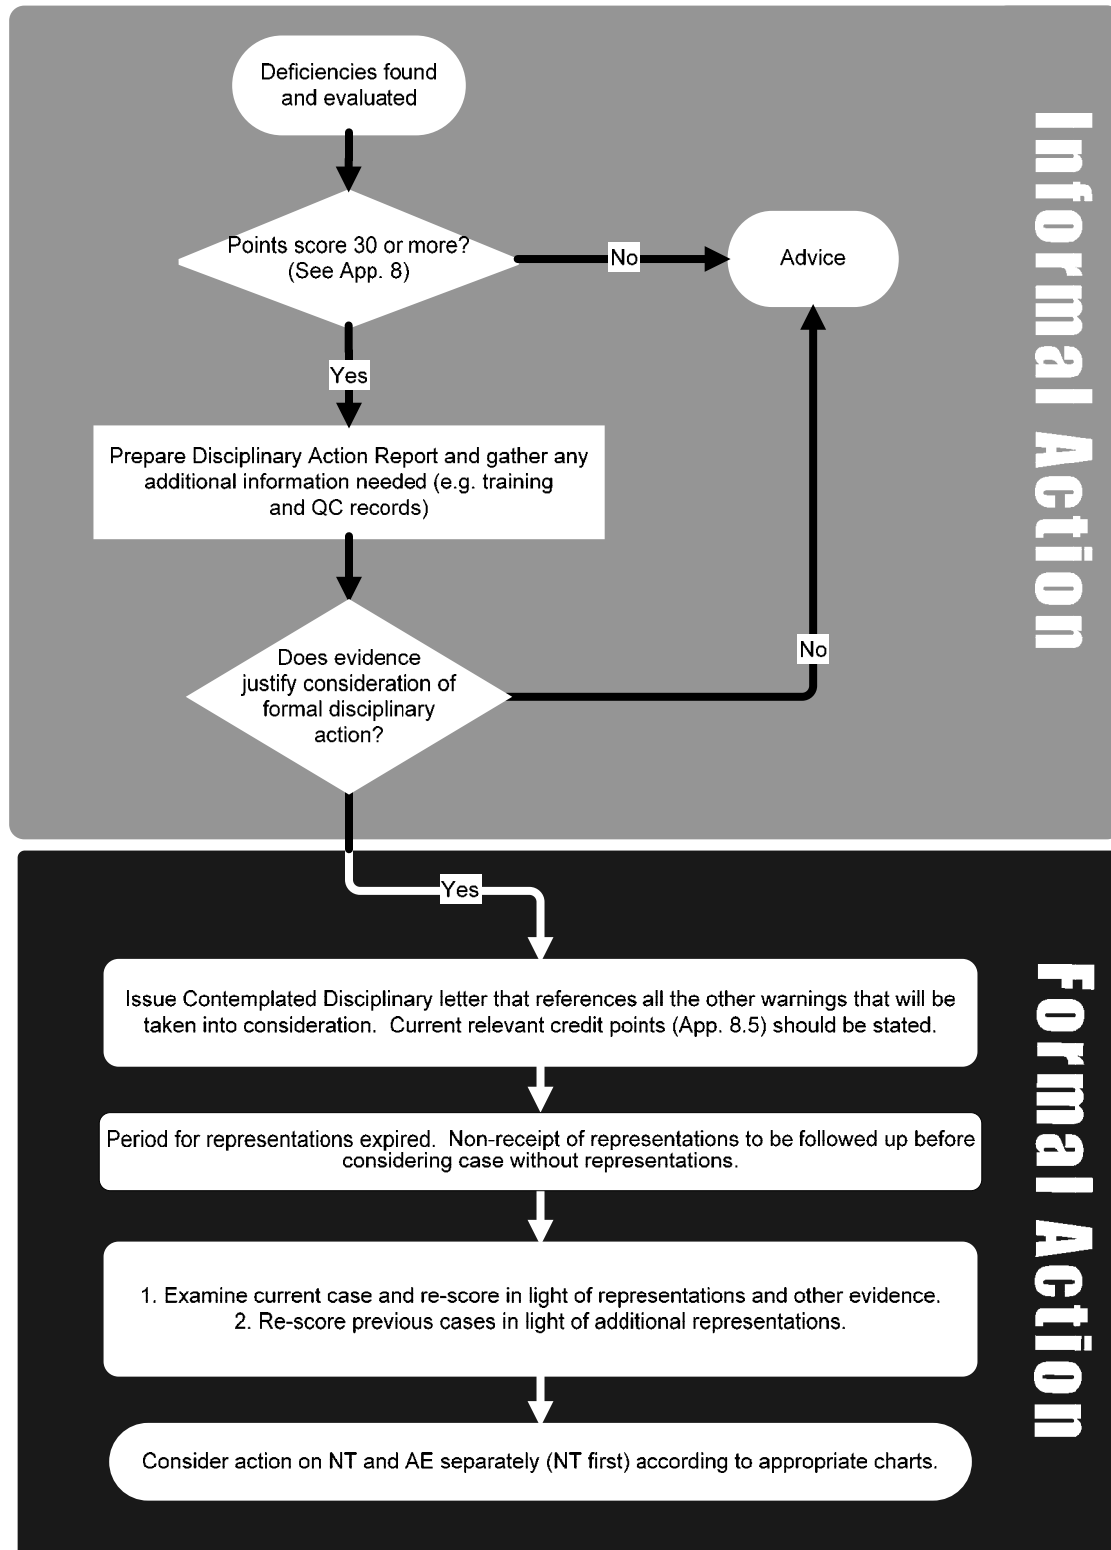 Deficiencies found
and evaluated
Informal Action
Points score 30 or more?
(See App. 8)
No
Advice
Yes
Prepare Disciplinary Action Report and gather any
additional information needed (e.g. training
and QC records)
Does evidence
justify consideration of
formal disciplinary
action?
No
Yes
Formal Action
Issue Contemplated Disciplinary letter that references all the other warnings that will be
taken into consideration.  Current relevant credit points (App. 8.5) should be stated.
Period for representations expired.  Non-receipt of representations to be followed up before
considering case without representations.
1. Examine current case and re-score in light of representations and other evidence.
2. Re-score previous cases in light of additional representations.
Consider action on NT and AE separately (NT first) according to appropriate charts.